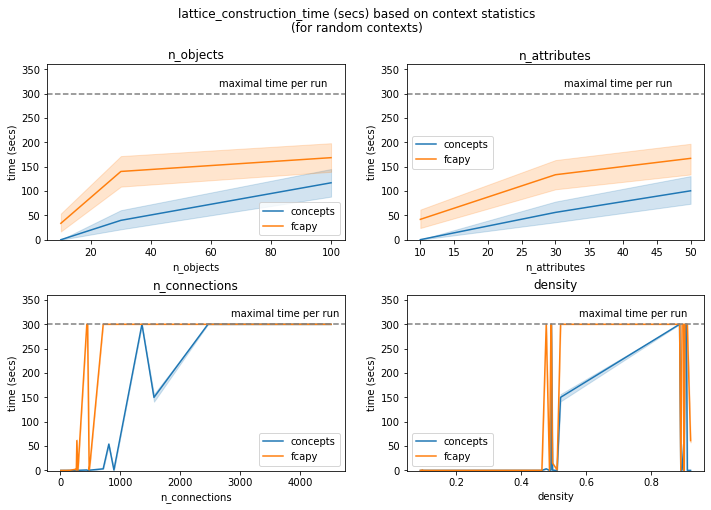 lattice_construction_time (secs) based on context statistics
(for random contexts)
n_objects
350
300
250
200
150
100
50
0
time (secs)
maximal time per run
concepts
fcapy
20 40 60 80 100
n_objects
n_attributes
350
300
250
200
150
100
50
0
time (secs)
maximal time per run
concepts
fcapy
10 15 20 25 30 35 40 45 50
n_attributes
n_connections
350
300
250
200
150
100
50
0
time (secs)
maximal time per run
concepts
fcapy
0 1000 2000 3000 4000
n_connections
density
350
300
250
200
150
100
50
0
time (secs)
maximal time per run
concepts
fcapy
0.2 0.4 0.6 0.8
density